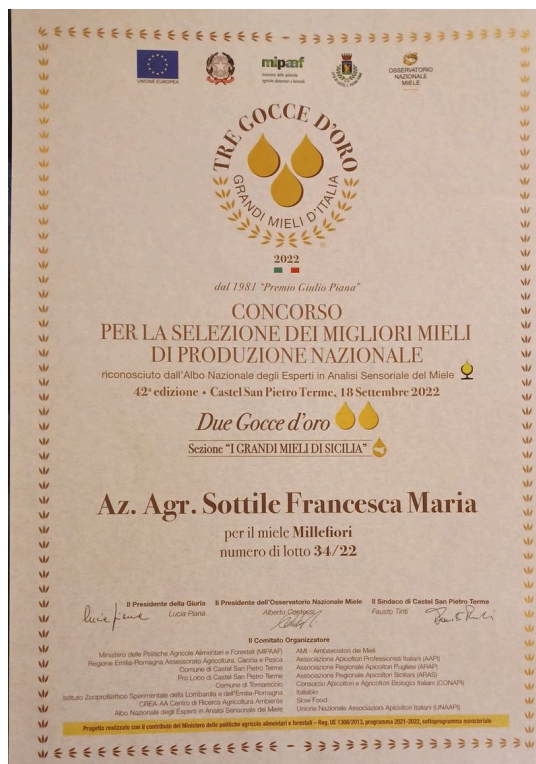 UNIONE EUROPEA
mipaaf
ministero delle politiche
agricole alimentari e forestali
OSSERVATORIO
NAZIONALE
MIELE
TRE GOCCE D'ORO
GRANDI MIELI D'ITALIA
2022
dal 1981 "Premio Giulio Piana"
CONCORSO
PER LA SELEZIONE DEI MIGLIORI MIELI
DI PRODUZIONE NAZIONALE
riconosciuto dall'Albo Nazionale degli Esperti in Analisi Sensoriale del Miele
42ª edizione • Castel San Pietro Terme, 18 Settembre 2022
Due Gocce d'oro
Sezione "I GRANDI MIELI DI SICILIA"
Az. Agr. Sottile Francesca Maria
per il miele Millefiori
numero di lotto 34/22
Il Presidente della Giuria
Lucia Piana
Il Presidente dell'Osservatorio Nazionale Miele
Alberto Contessi
Il Sindaco di Castel San Pietro Terme
Fausto Tinti
Il Comitato Organizzatore
Ministero delle Politiche Agricole Alimentari e Forestali (MIPAAF)
Regione Emilia-Romagna Assessorato Agricoltura, Caccia e Pesca
Comune di Castel San Pietro Terme
Pro Loco di Castel San Pietro Terme
Comune di Tornareccio
Istituto Zooprofilattico Sperimentale della Lombardia e dell'Emilia-Romagna
CREA-AA Centro di Ricerca Agricoltura Ambiente
Albo Nazionale degli Esperti in Analisi Sensoriale del Miele
AMI - Ambasciatori dei Mieli
Associazione Apicoltori Professionisti Italiani (AAPI)
Associazione Regionale Apicoltori Pugliesi (ARAP)
Associazione Regionale Apicoltori Siciliani (ARAS)
Consorzio Apicoltori e Agricoltori Biologici Italiani (CONAPI)
Italiabio
Slow Food
Unione Nazionale Associazioni Apicoltori Italiani (UNAAPI)
Progetto realizzato con il contributo del Ministero delle politiche agricole alimentari e forestali – Reg. UE 1308/2013, programma 2021-2022, sottoprogramma ministeriale